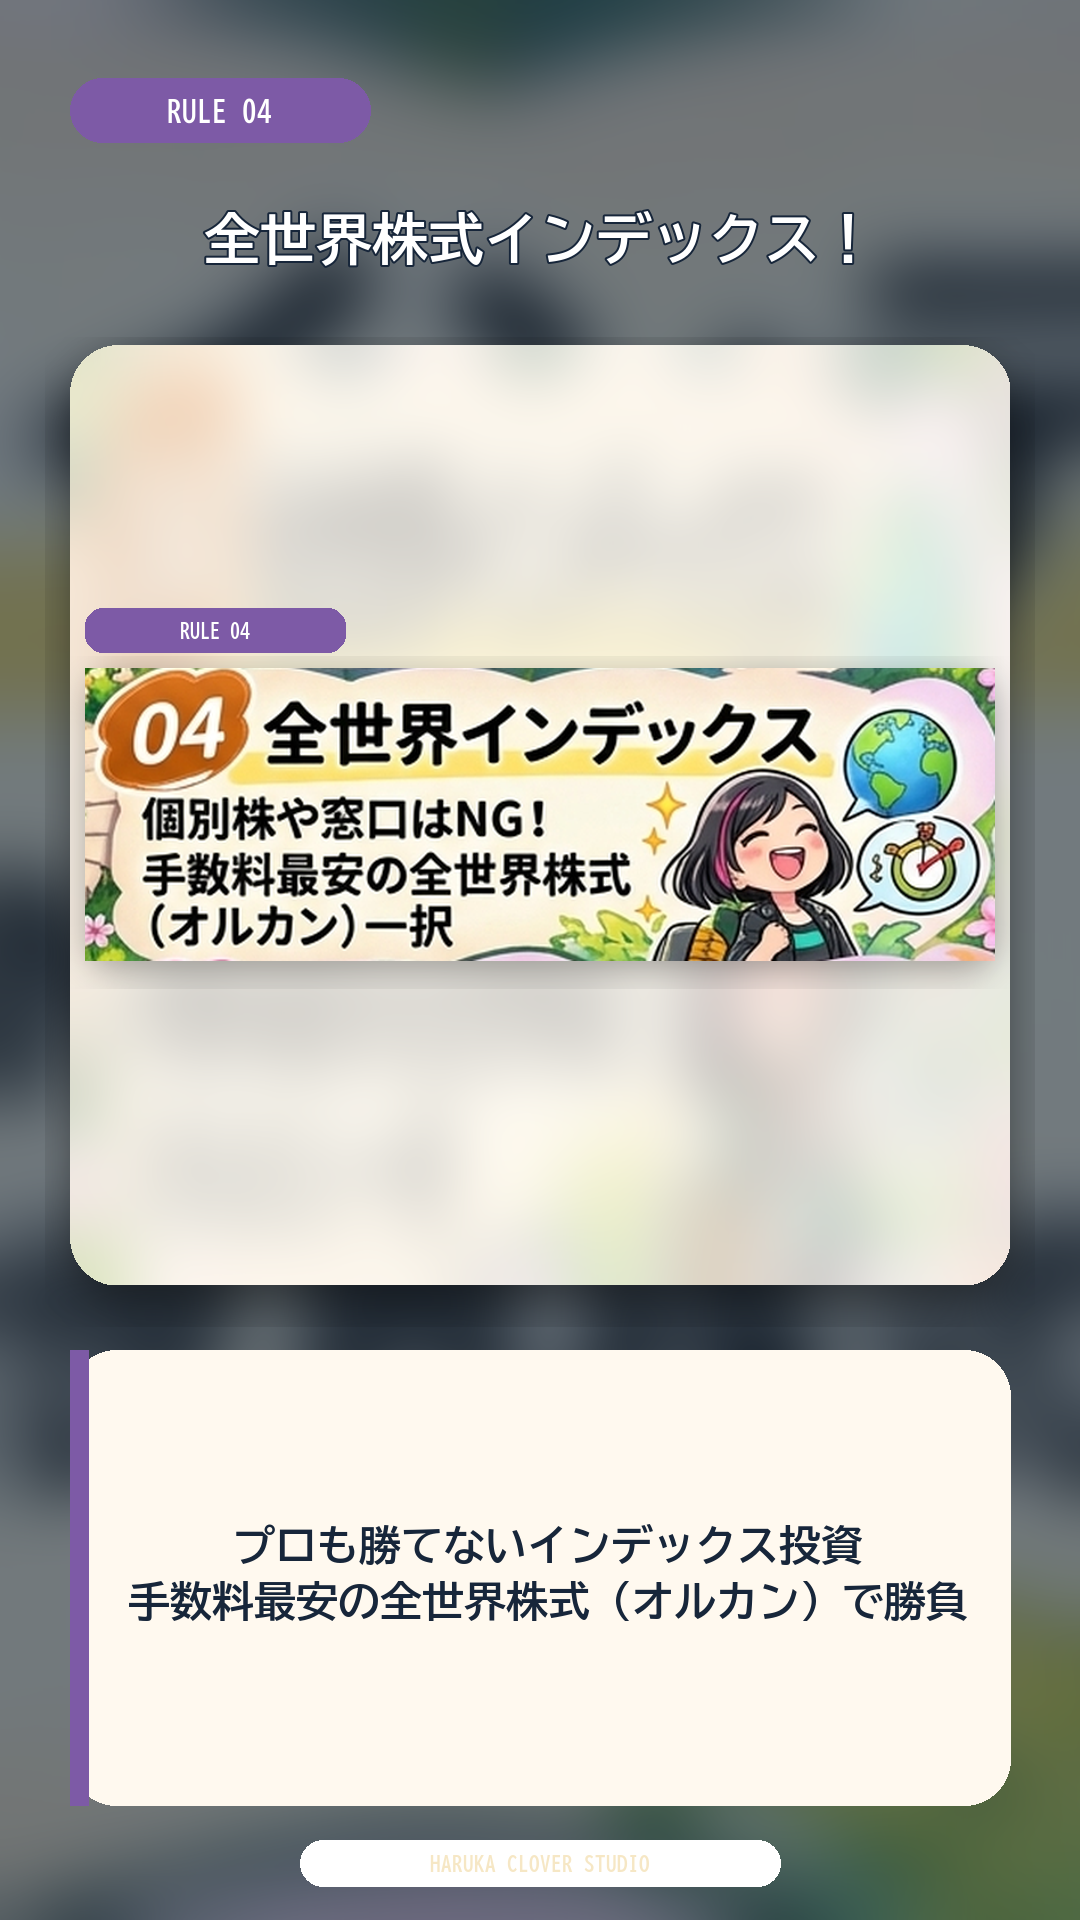 RULE 04
全世界株式インデックス！
RULE 04
04 全世界インデックス
個別株や窓口はNG！
手数料最安の全世界株式
（オルカン）一択
プロも勝てないインデックス投資
手数料最安の全世界株式（オルカン）で勝負
HARUKA CLOVER STUDIO